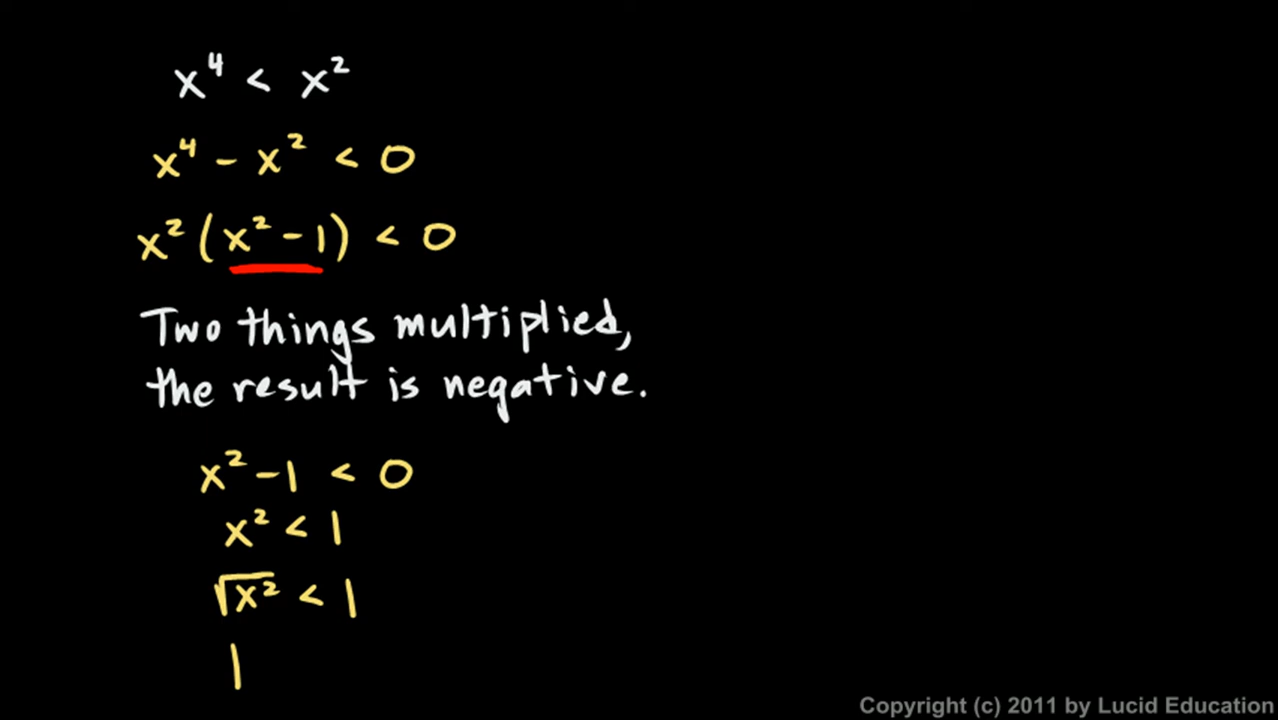 x⁴ < x²
x⁴ - x² < 0
x² (x² - 1) < 0
Two things multiplied,
the result is negative.
x² - 1 < 0
x² < 1
√x² < 1
|
Copyright (c) 2011 by Lucid Education